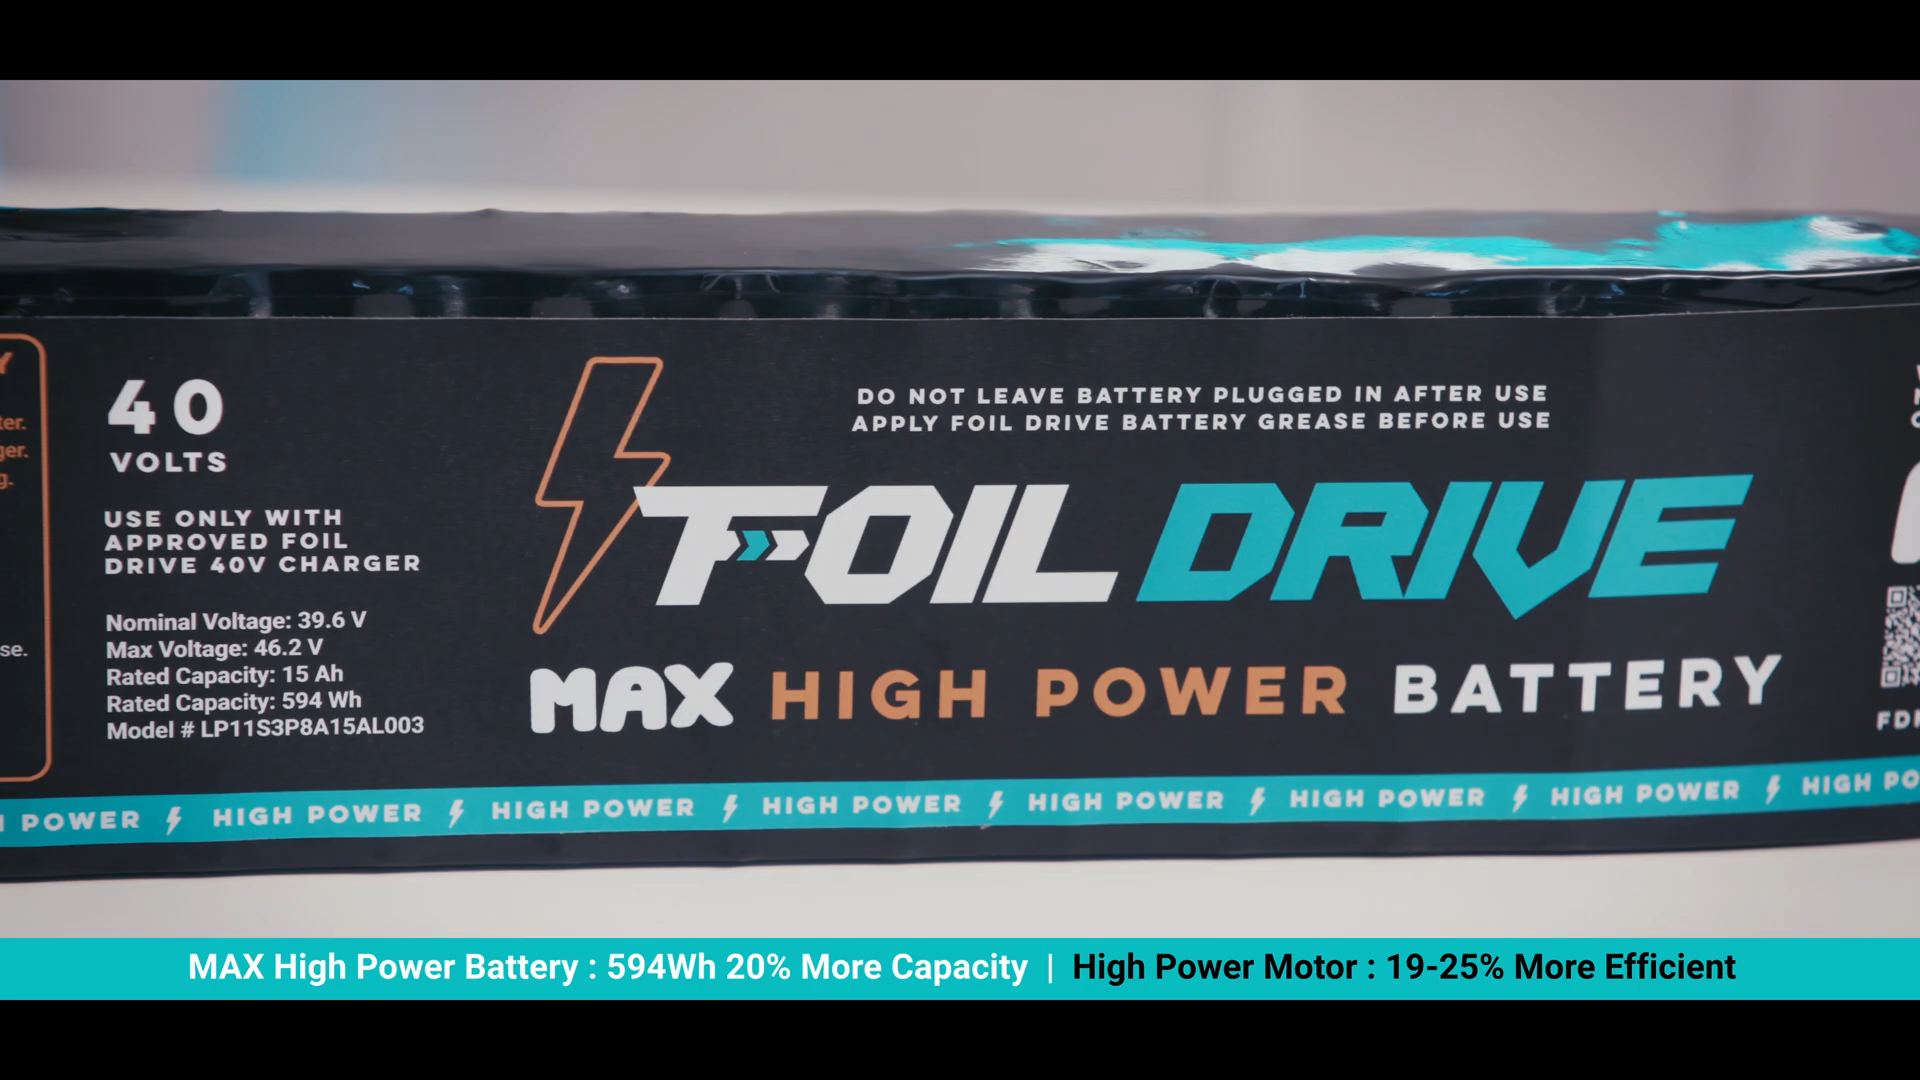 40
VOLTS
USE ONLY WITH
APPROVED FOIL
DRIVE 40V CHARGER
Nominal Voltage: 39.6 V
Max Voltage: 46.2 V
Rated Capacity: 15 Ah
Rated Capacity: 594 Wh
Model # LP11S3P8A15AL003
DO NOT LEAVE BATTERY PLUGGED IN AFTER USE
APPLY FOIL DRIVE BATTERY GREASE BEFORE USE
FOIL DRIVE
MAX HIGH POWER BATTERY
POWER HIGH POWER HIGH POWER HIGH POWER HIGH POWER HIGH POWER HIGH POWER HIGH
MAX High Power Battery : 594Wh 20% More Capacity | High Power Motor : 19-25% More Efficient